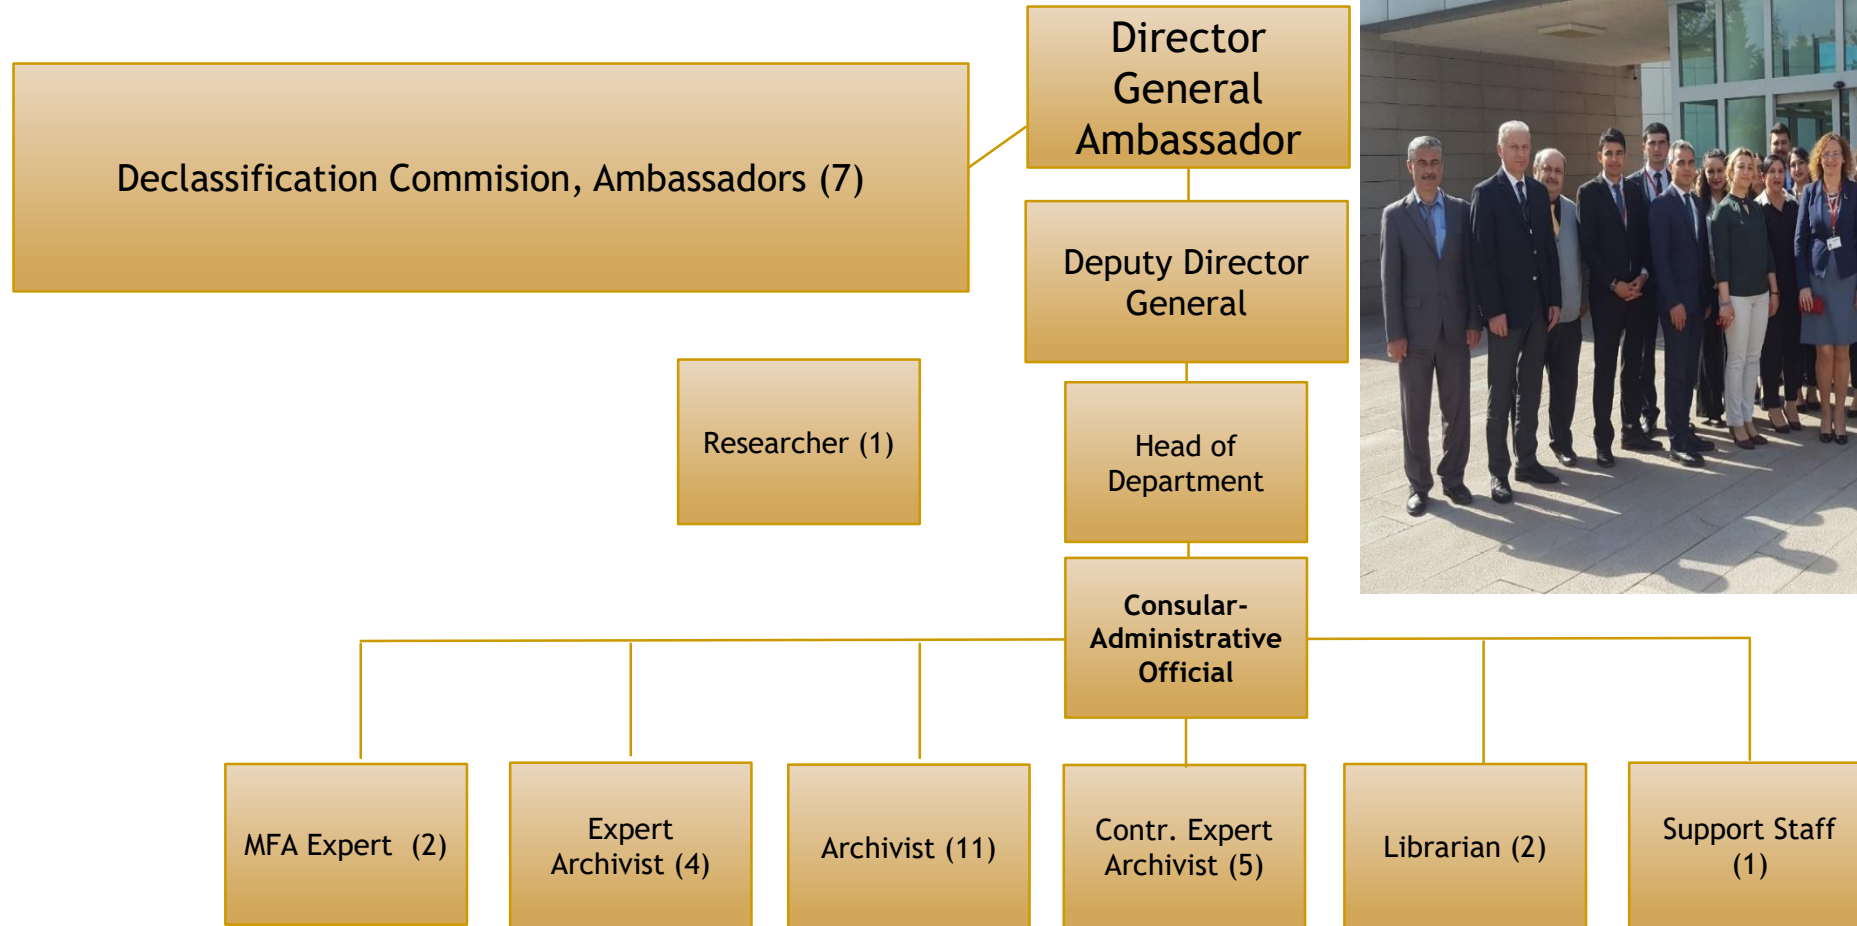 Director
General
Ambassador
Declassification Commision, Ambassadors (7)
Deputy Director
General
Researcher (1)
Head of
Department
Consular-
Administrative
Official
MFA Expert  (2)
Expert
Archivist (4)
Archivist (11)
Contr. Expert
Archivist (5)
Librarian (2)
Support Staff
(1)